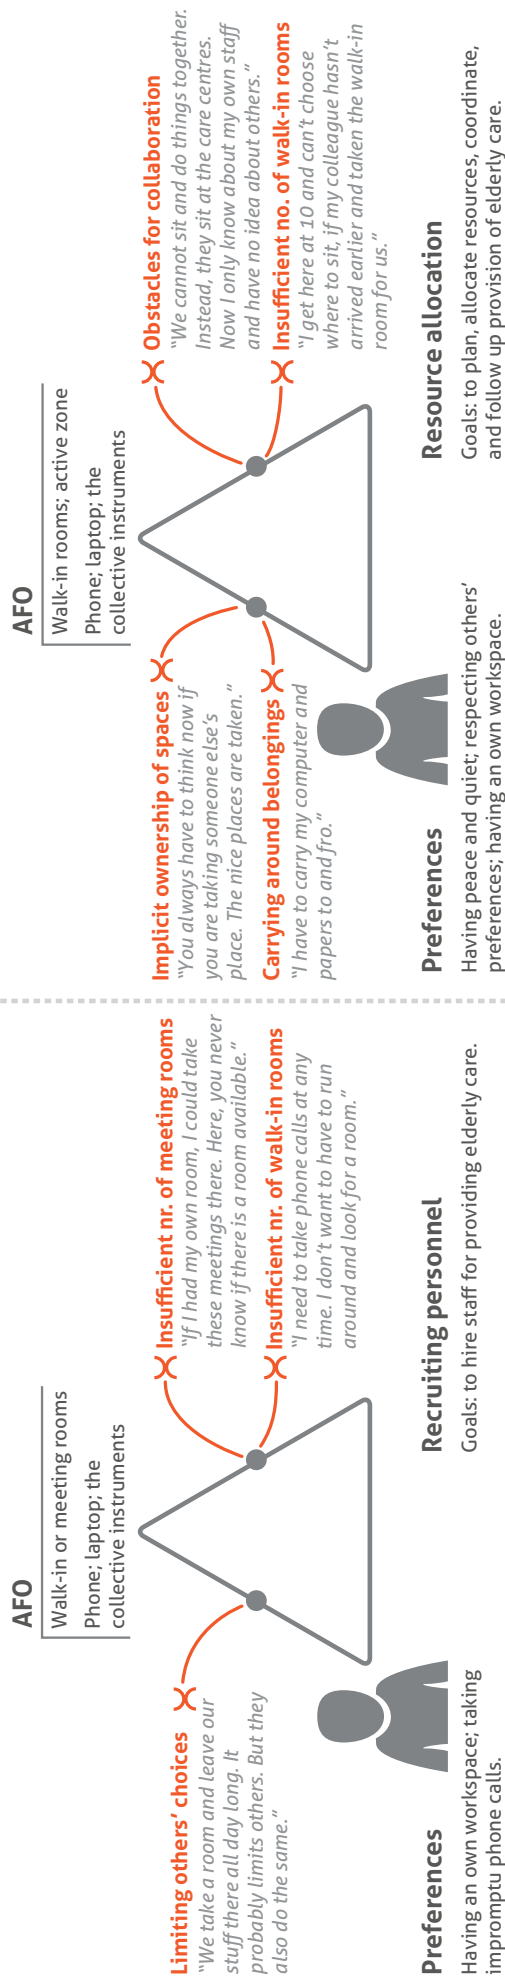 AFO
Walk-in or meeting rooms
Phone; laptop; the
collective instruments
Limiting others' choices
"We take a room and leave our
stuff there all day long. It
probably limits others. But they
also do the same."
Insufficient nr. of meeting rooms
"If I had my own room, I could take
these meetings there. Here, you never
know if there is a room available."
Insufficient nr. of walk-in rooms
"I need to take phone calls at any
time. I don't want to have to run
around and look for a room."
Preferences
Having an own workspace; taking
impromptu phone calls.
Recruiting personnel
Goals: to hire staff for providing elderly care.
AFO
Walk-in rooms; active zone
Phone; laptop; the
collective instruments
Implicit ownership of spaces
"You always have to think now if
you are taking someone else's
place. The nice places are taken."
Carrying around belongings
"I have to carry my computer and
papers to and fro."
Obstacles for collaboration
"We cannot sit and do things together.
Instead, they sit at the care centres.
Now I only know about my own staff
and have no idea about others."
Insufficient no. of walk-in rooms
"I get here at 10 and can't choose
where to sit, if my colleague hasn't
arrived earlier and taken the walk-in
room for us."
Preferences
Having peace and quiet; respecting others'
preferences; having an own workspace.
Resource allocation
Goals: to plan, allocate resources, coordinate,
and follow up provision of elderly care.